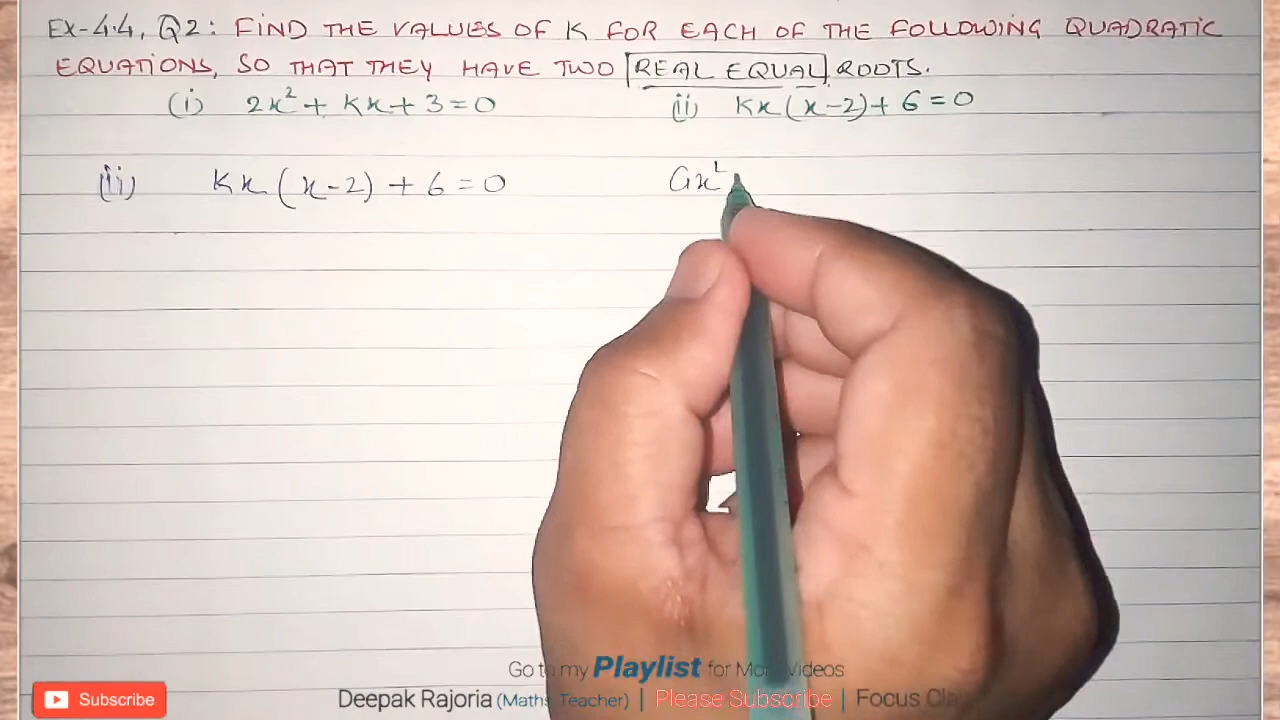 EX-4.4, Q2: FIND THE VALUES OF K FOR EACH OF THE FOLLOWING QUADRATIC
EQUATIONS, SO THAT THEY HAVE TWO REAL EQUAL ROOTS.
(i) 2x² + Kx + 3 = 0 (ii) Kx(x-2) + 6 = 0
(ii) Kx(x-2) + 6 = 0 ax²
Go to my Playlist for More Videos
Subscribe Deepak Rajoria (Maths Teacher) | Please Subscribe | Focus